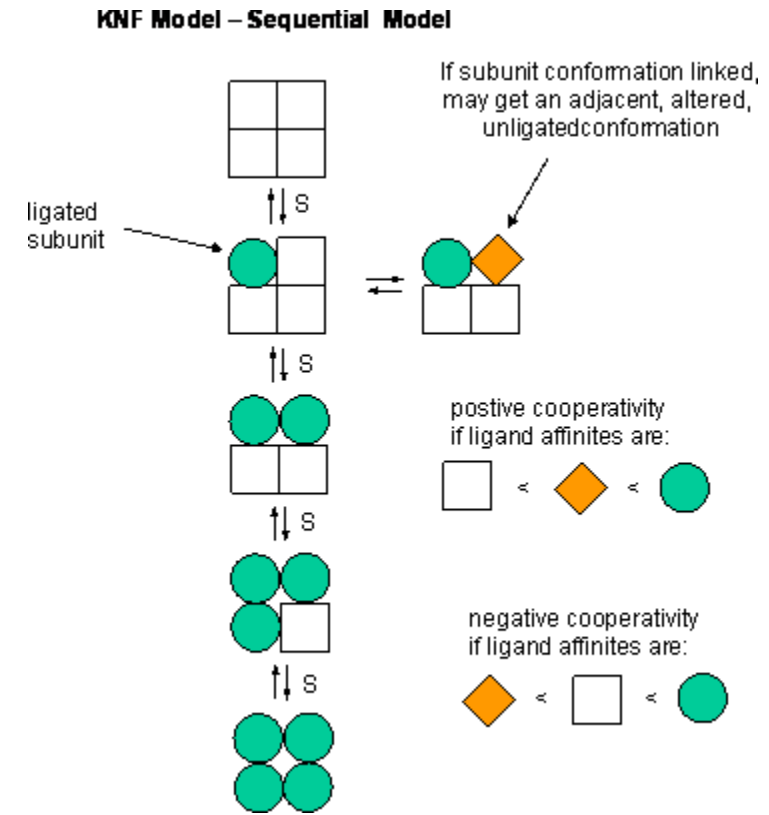 KNF Model – Sequential Model
If subunit conformation linked,
may get an adjacent, altered,
unligatedconformation
S
ligated
subunit
S
postive cooperativity
if ligand affinites are:
< <
S
negative cooperativity
if ligand affinites are:
S
< <